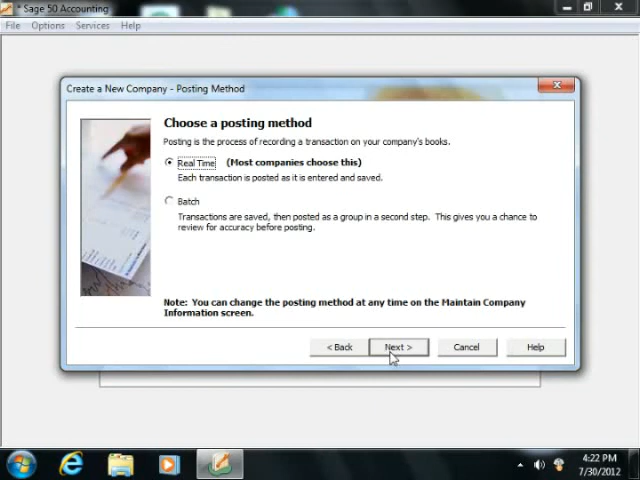 * Sage 50 Accounting
File Options Services Help
Create a New Company - Posting Method
Choose a posting method
Posting is the process of recording a transaction on your company's books.
Real Time (Most companies choose this)
Each transaction is posted as it is entered and saved.
Batch
Transactions are saved, then posted as a group in a second step. This gives you a chance to
review for accuracy before posting.
Note: You can change the posting method at any time on the Maintain Company
Information screen.
< Back Next > Cancel Help
4:22 PM
7/30/2012